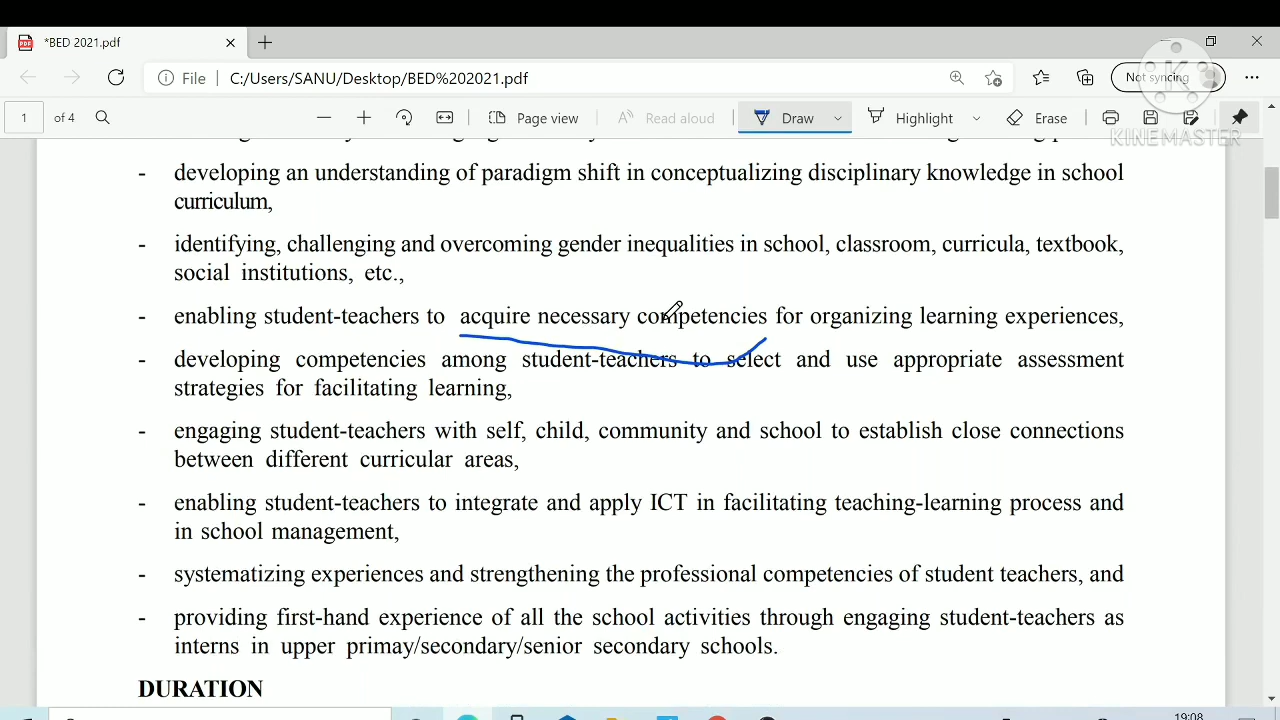 *BED 2021.pdf
File
C:/Users/SANU/Desktop/BED%202021.pdf
Not syncing
1
of 4
Page view
Read aloud
Draw
Highlight
Erase
KINEMASTER
- developing an understanding of paradigm shift in conceptualizing disciplinary knowledge in school
curriculum,
- identifying, challenging and overcoming gender inequalities in school, classroom, curricula, textbook,
social institutions, etc.,
- enabling student-teachers to acquire necessary competencies for organizing learning experiences,
- developing competencies among student-teachers to select and use appropriate assessment
strategies for facilitating learning,
- engaging student-teachers with self, child, community and school to establish close connections
between different curricular areas,
- enabling student-teachers to integrate and apply ICT in facilitating teaching-learning process and
in school management,
- systematizing experiences and strengthening the professional competencies of student teachers, and
- providing first-hand experience of all the school activities through engaging student-teachers as
interns in upper primay/secondary/senior secondary schools.
DURATION
19:08